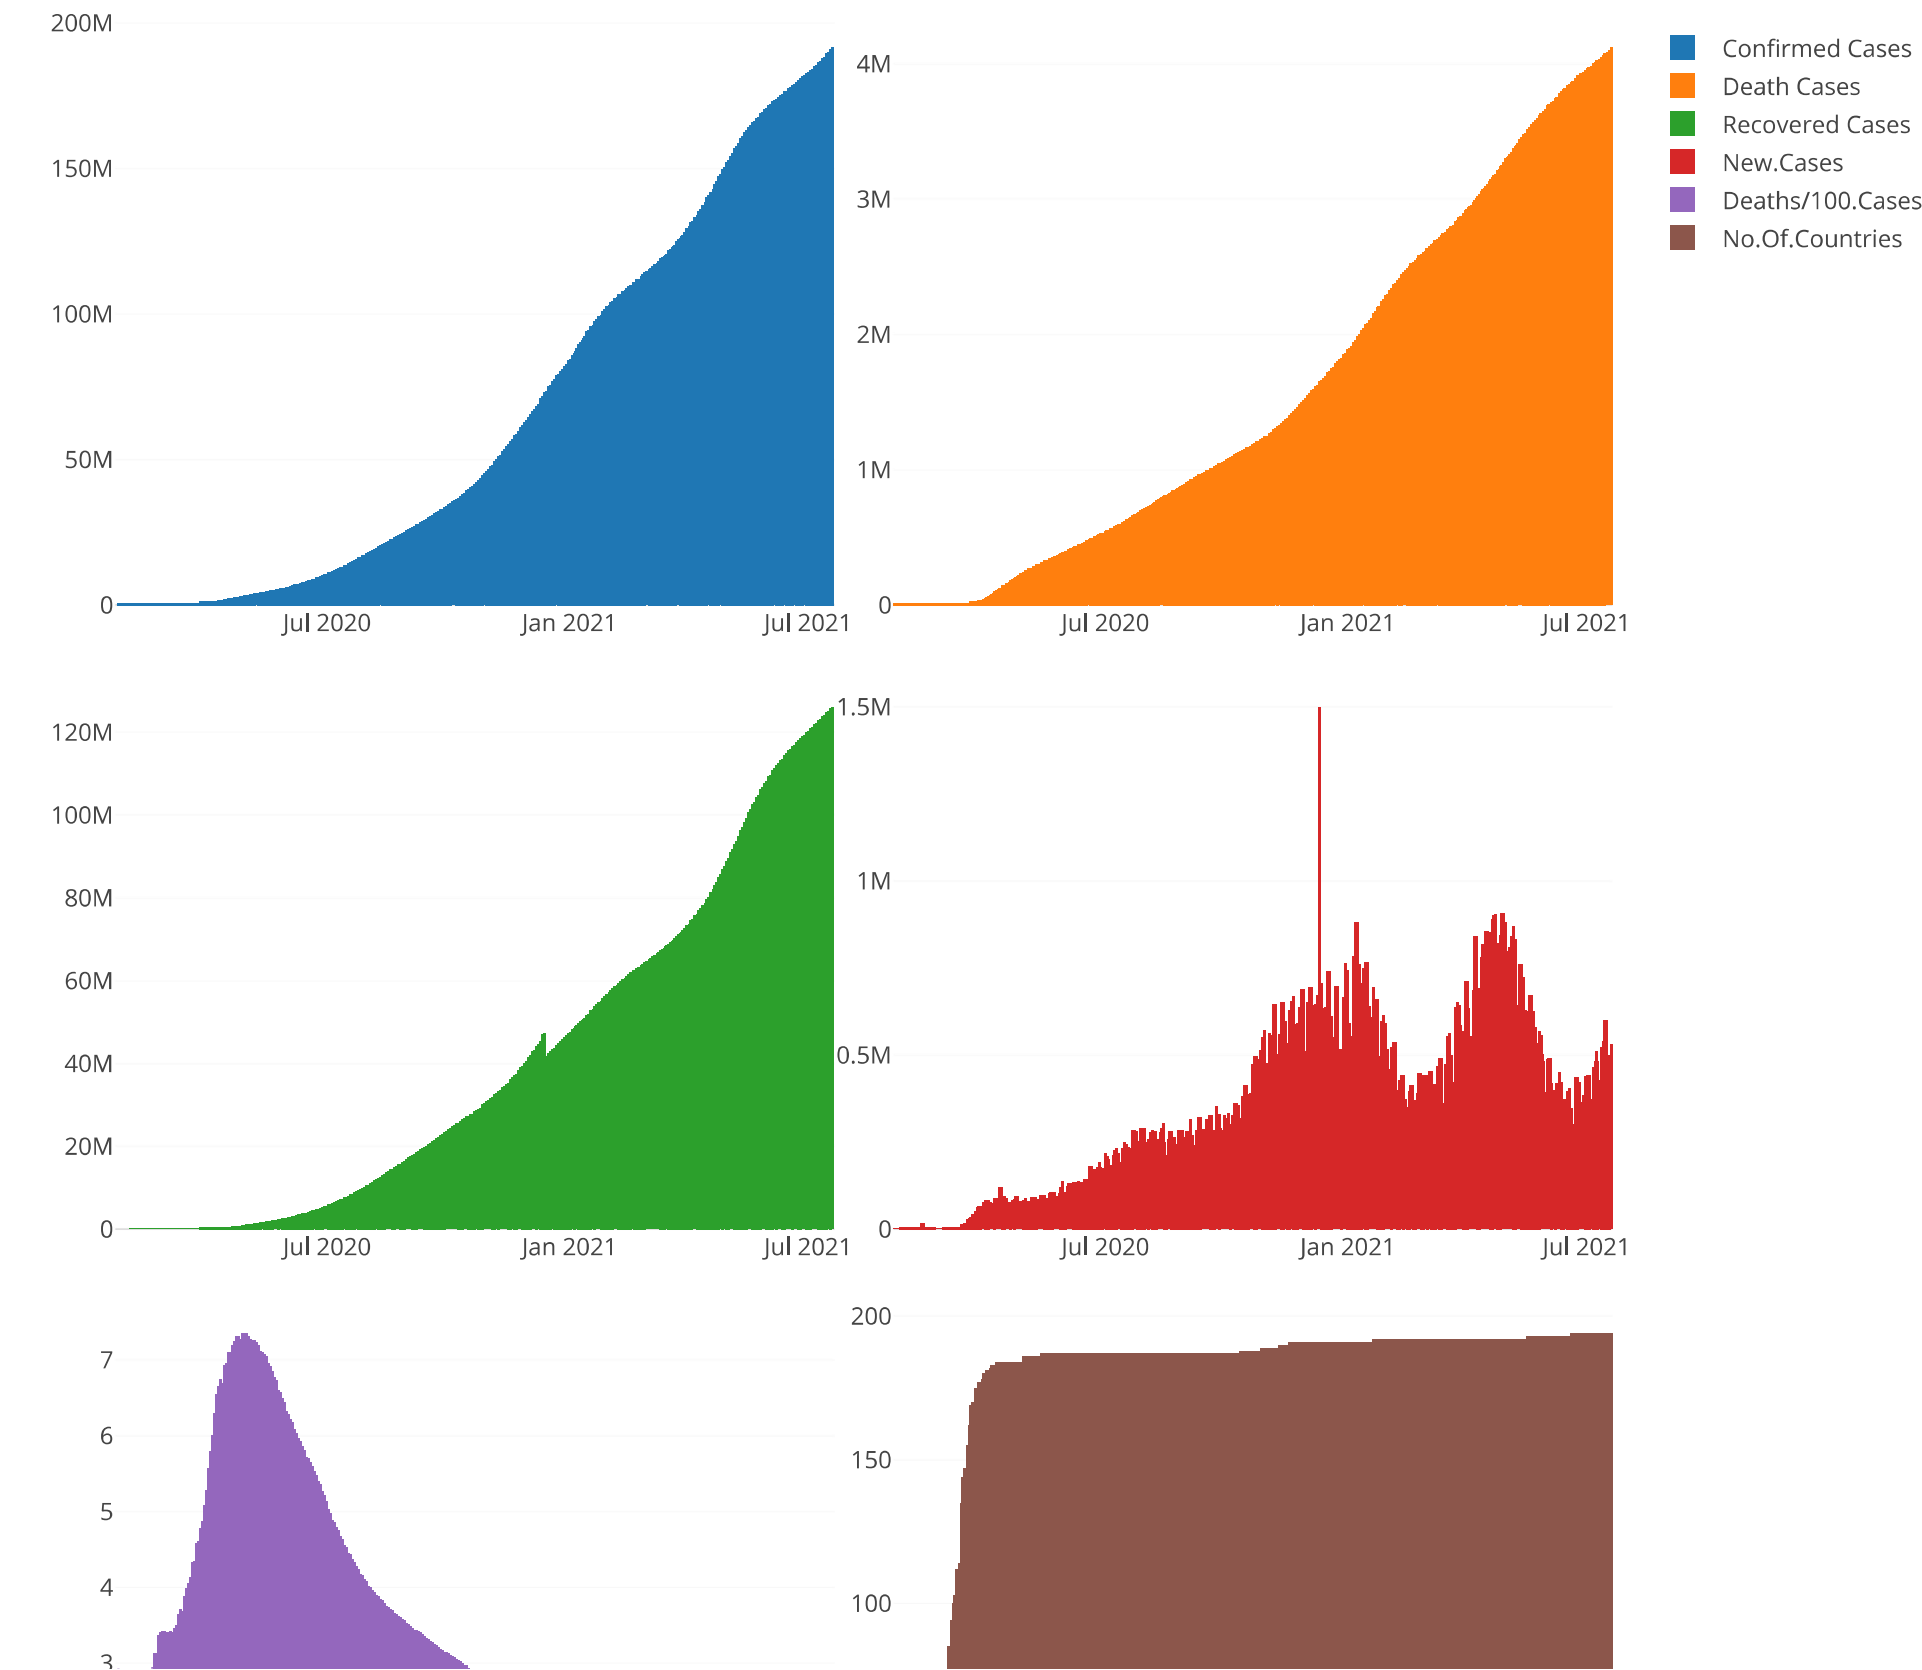 200M
150M
100M
50M
0
Jul 2020
Jan 2021
Jul 2021
4M
3M
2M
1M
0
Jul 2020
Jan 2021
Jul 2021
Confirmed Cases
Death Cases
Recovered Cases
New.Cases
Deaths/100.Cases
No.Of.Countries
120M
100M
80M
60M
40M
20M
0
Jul 2020
Jan 2021
Jul 2021
1.5M
1M
0.5M
0
Jul 2020
Jan 2021
Jul 2021
7
6
5
4
3
200
150
100